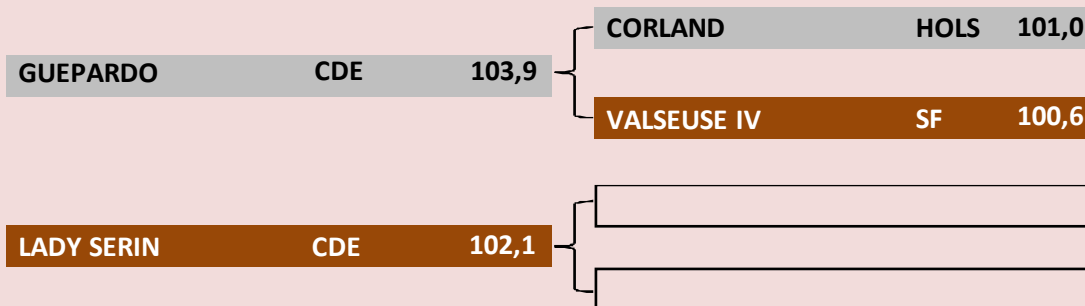 CORLAND HOLS 101,0
GUEPARDO CDE 103,9
VALSEUSE IV SF 100,6
LADY SERIN CDE 102,1